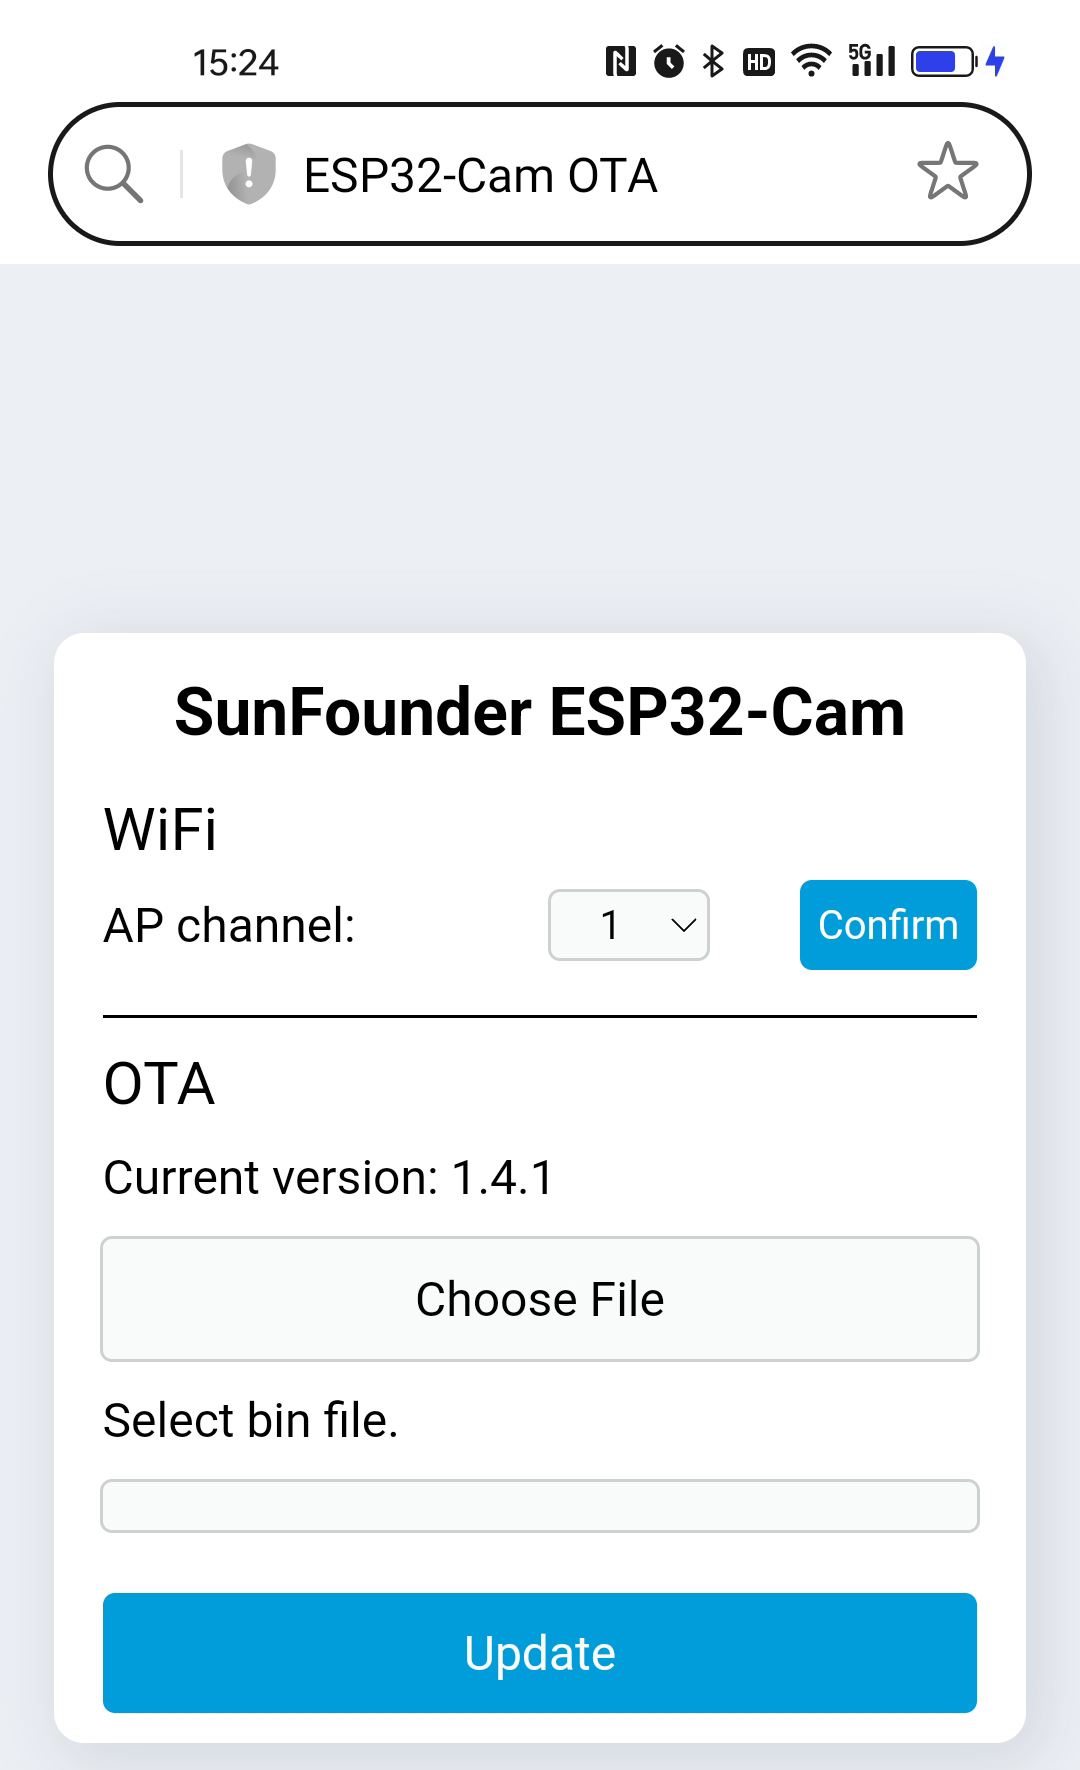 15:24
HD
5G
ESP32-Cam OTA
SunFounder ESP32-Cam
WiFi
AP channel:
1
Confirm
OTA
Current version: 1.4.1
Choose File
Select bin file.
Update